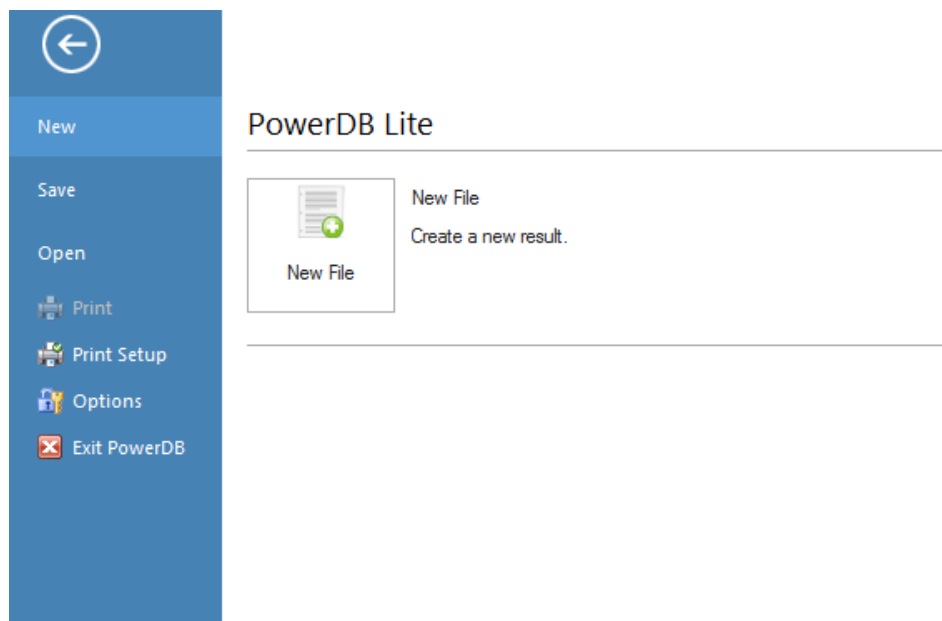 New
Save
Open
Print
Print Setup
Options
Exit PowerDB
PowerDB Lite
New File
New File
Create a new result.